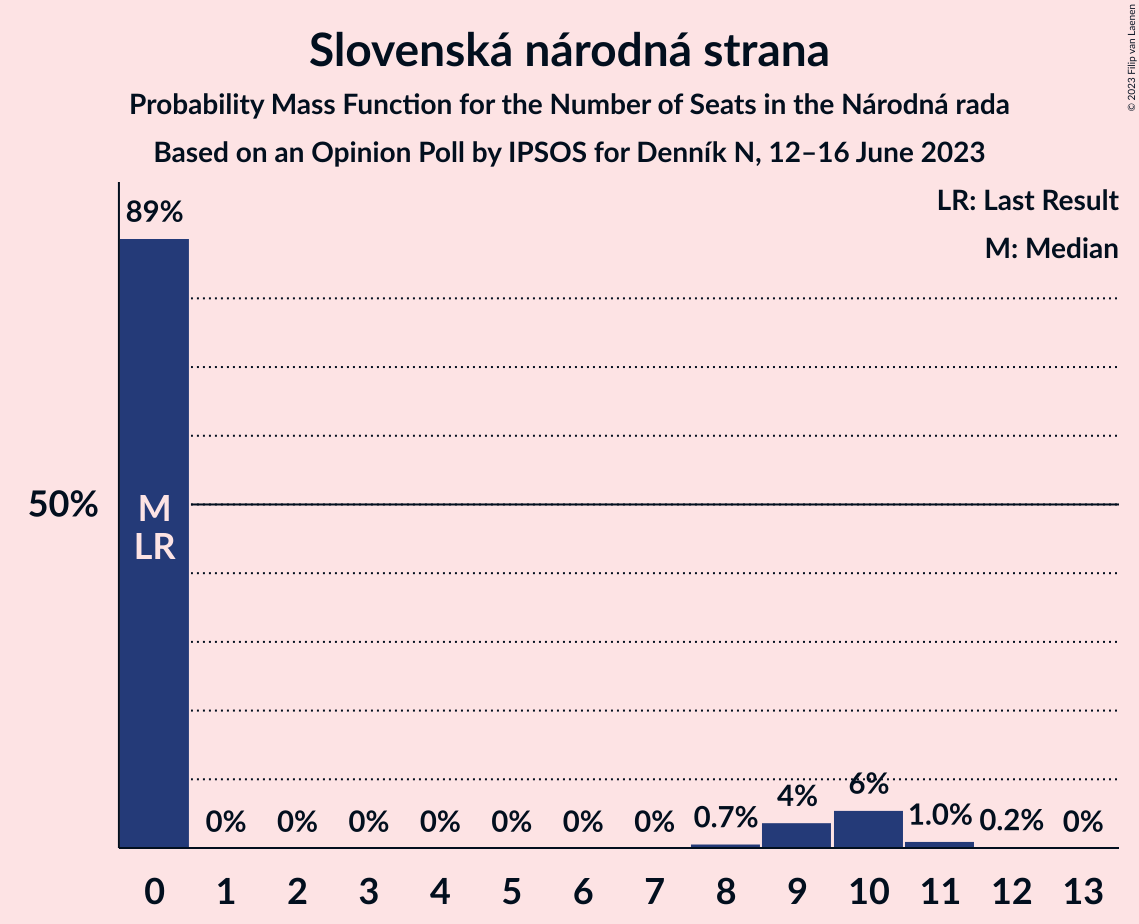 Slovenská národná strana
Probability Mass Function for the Number of Seats in the Národná rada
Based on an Opinion Poll by IPSOS for Denník N, 12–16 June 2023
© 2023 Filip van Laenen
LR: Last Result
M: Median
89%
50%
M
LR
0% 0% 0% 0% 0% 0% 0% 0.7% 4% 6% 1.0% 0.2% 0%
0 1 2 3 4 5 6 7 8 9 10 11 12 13